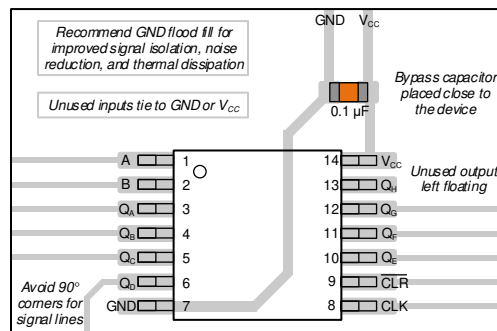 Recommend GND flood fill for
improved signal isolation, noise
reduction, and thermal dissipation
Unused inputs tie to GND or VCC
GND VCC
0.1 µF
Bypass capacitor
placed close to
the device
A 1 14 VCC
B 2 13 QH
QA 3 12 QG
QB 4 11 QF
QC 5 10 QE
QD 6 9 C̅L̅R̅
GND 7 8 CLK
Unused output
left floating
Avoid 90°
corners for
signal lines